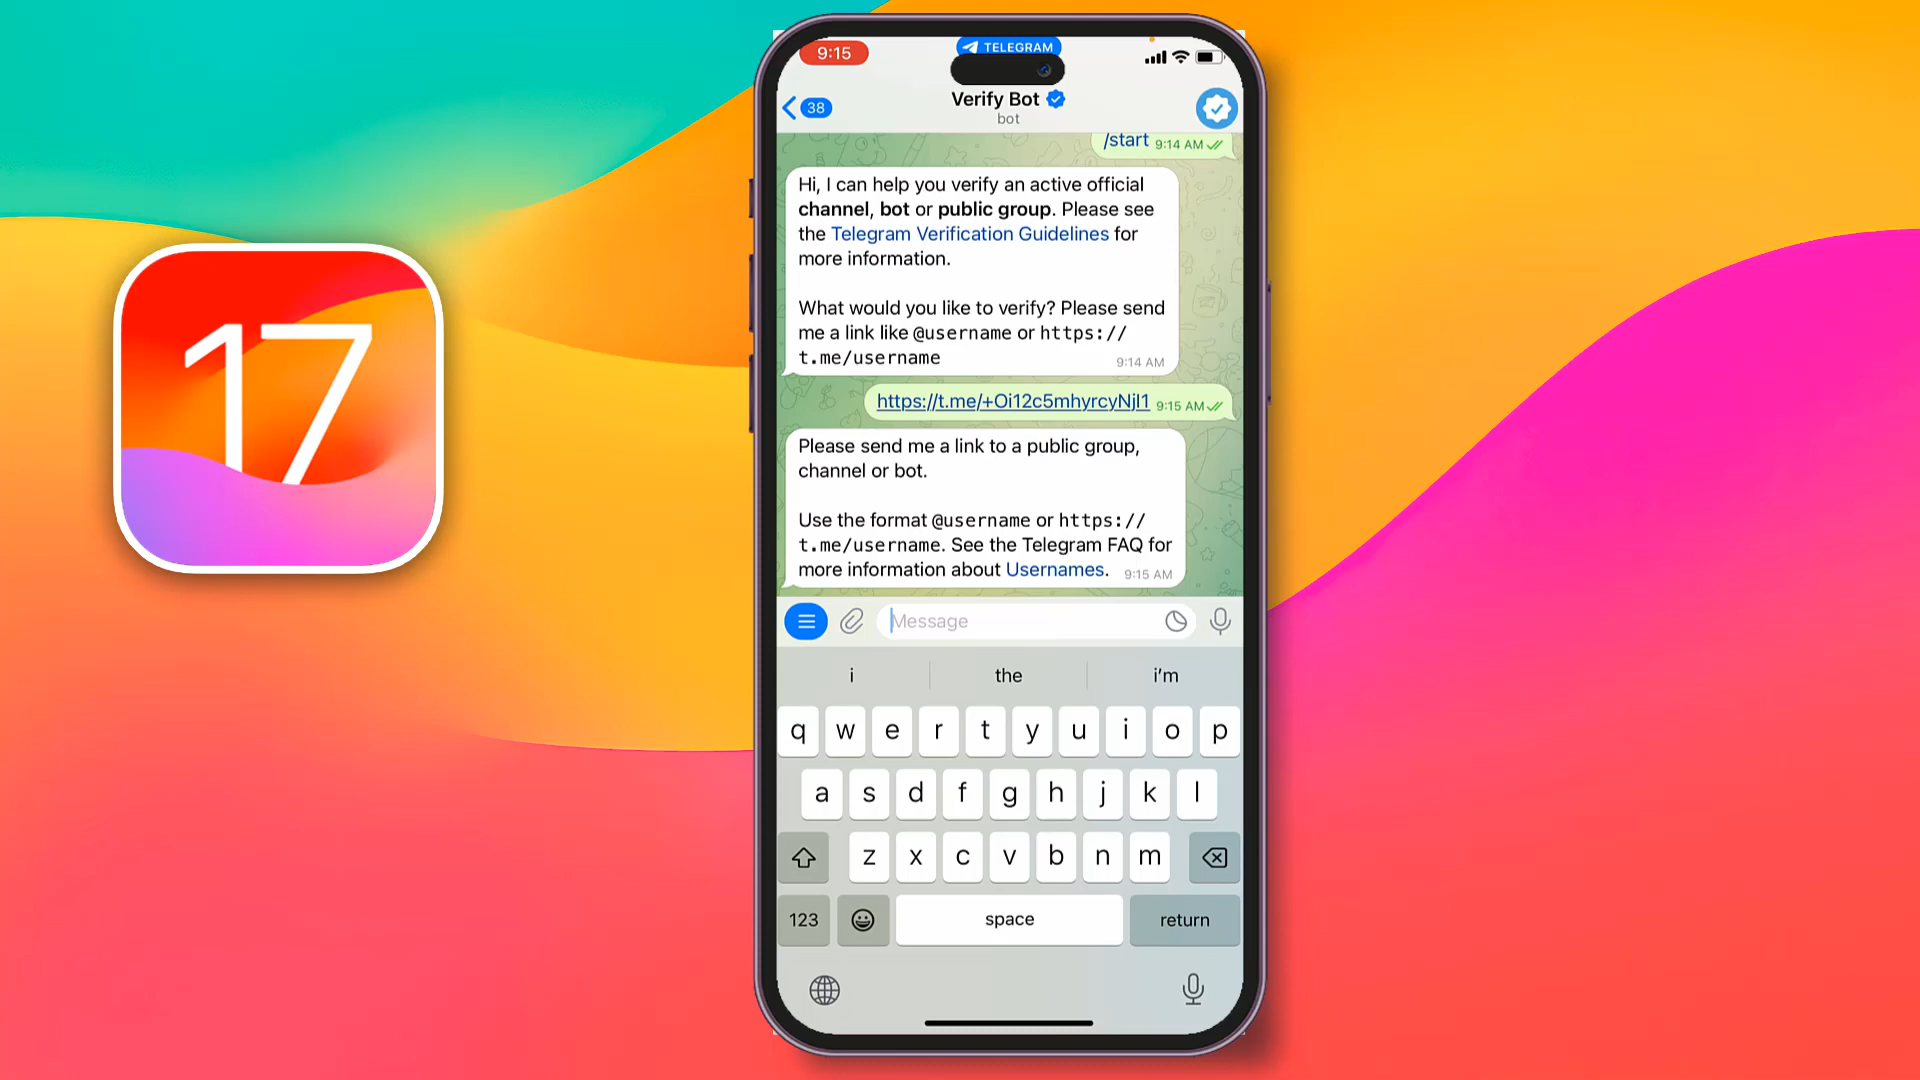 17
9:15
TELEGRAM
38
Verify Bot
bot
/start 9:14 AM
Hi, I can help you verify an active official
channel, bot or public group. Please see
the Telegram Verification Guidelines for
more information.
What would you like to verify? Please send
me a link like @username or https://
t.me/username
9:14 AM
https://t.me/+Oi12c5mhyrcyNjI1 9:15 AM
Please send me a link to a public group,
channel or bot.
Use the format @username or https://
t.me/username. See the Telegram FAQ for
more information about Usernames.
9:15 AM
Message
i the i'm
q w e r t y u i o p
a s d f g h j k l
z x c v b n m
123 space return